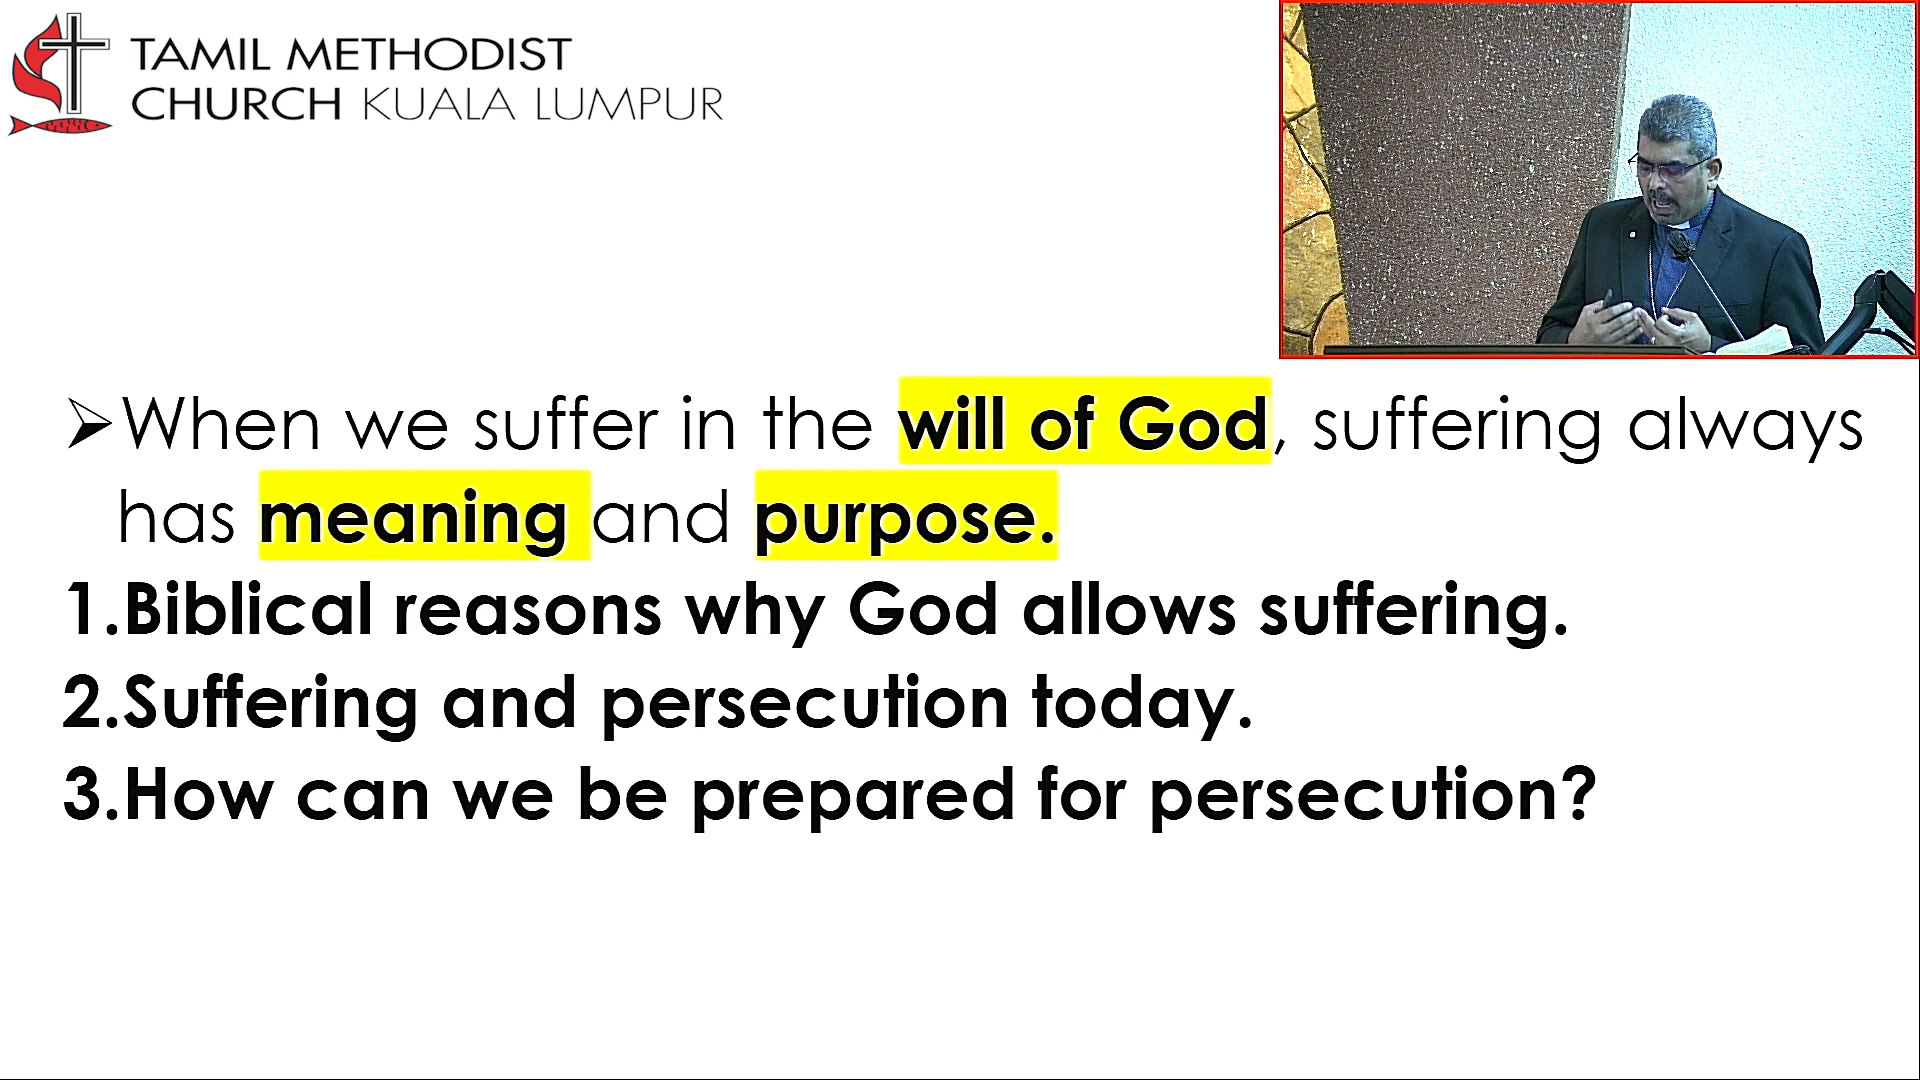 TAMIL METHODIST
CHURCH KUALA LUMPUR
➢When we suffer in the will of God, suffering always
has meaning and purpose.
1.Biblical reasons why God allows suffering.
2.Suffering and persecution today.
3.How can we be prepared for persecution?